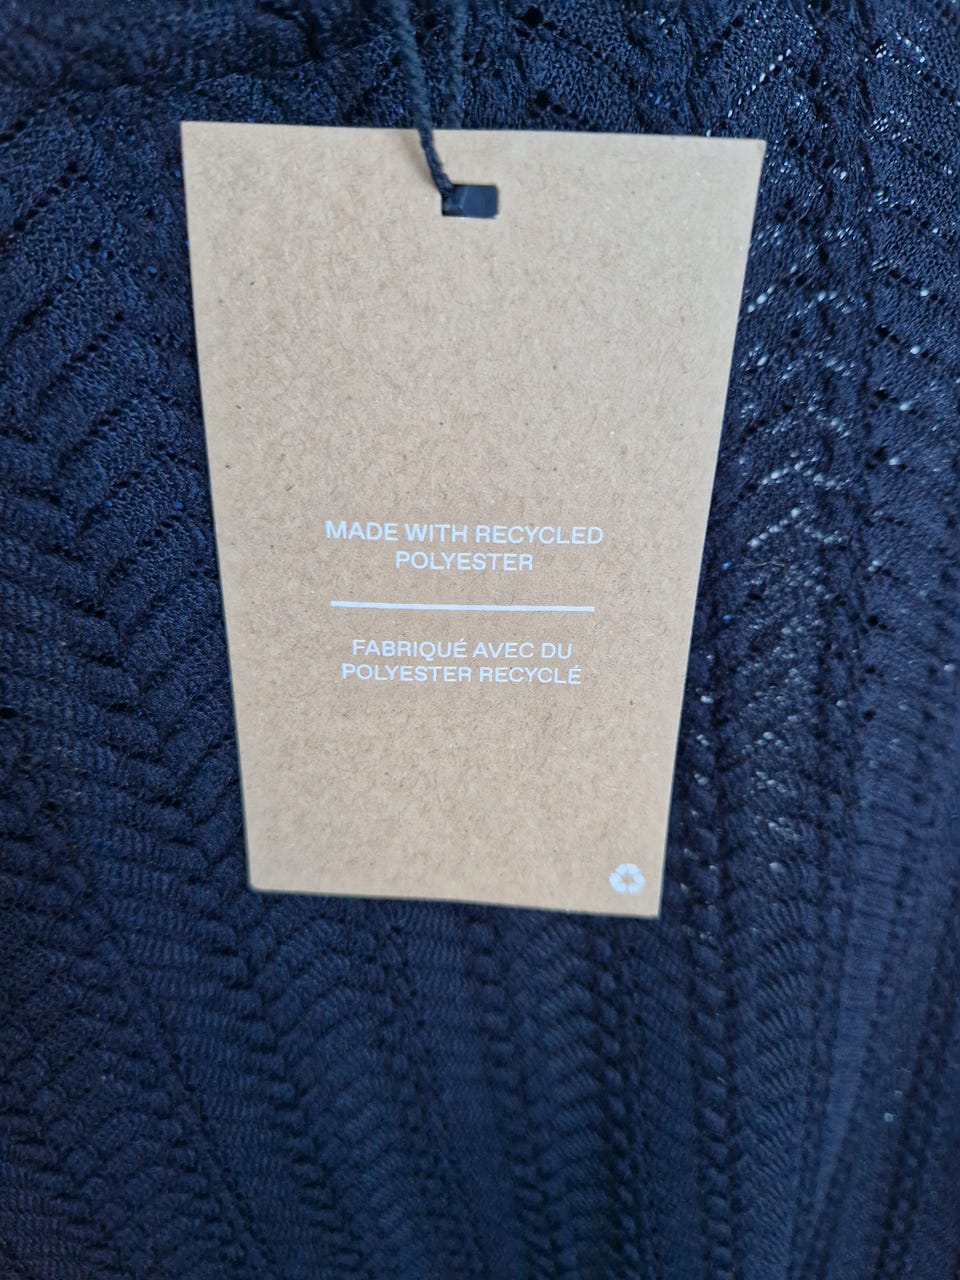 MADE WITH RECYCLED
POLYESTER
FABRIQUÉ AVEC DU
POLYESTER RECYCLÉ